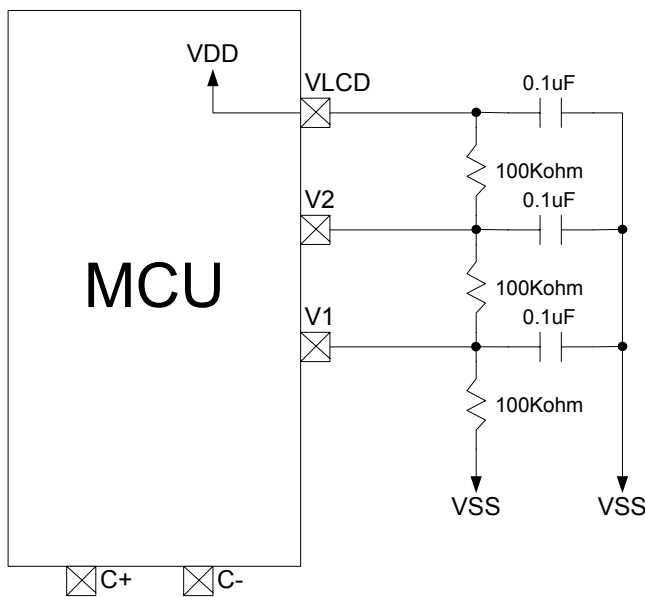 VDD
VLCD
0.1uF
100Kohm
V2
0.1uF
MCU
100Kohm
V1
0.1uF
100Kohm
VSS
VSS
C+
C-